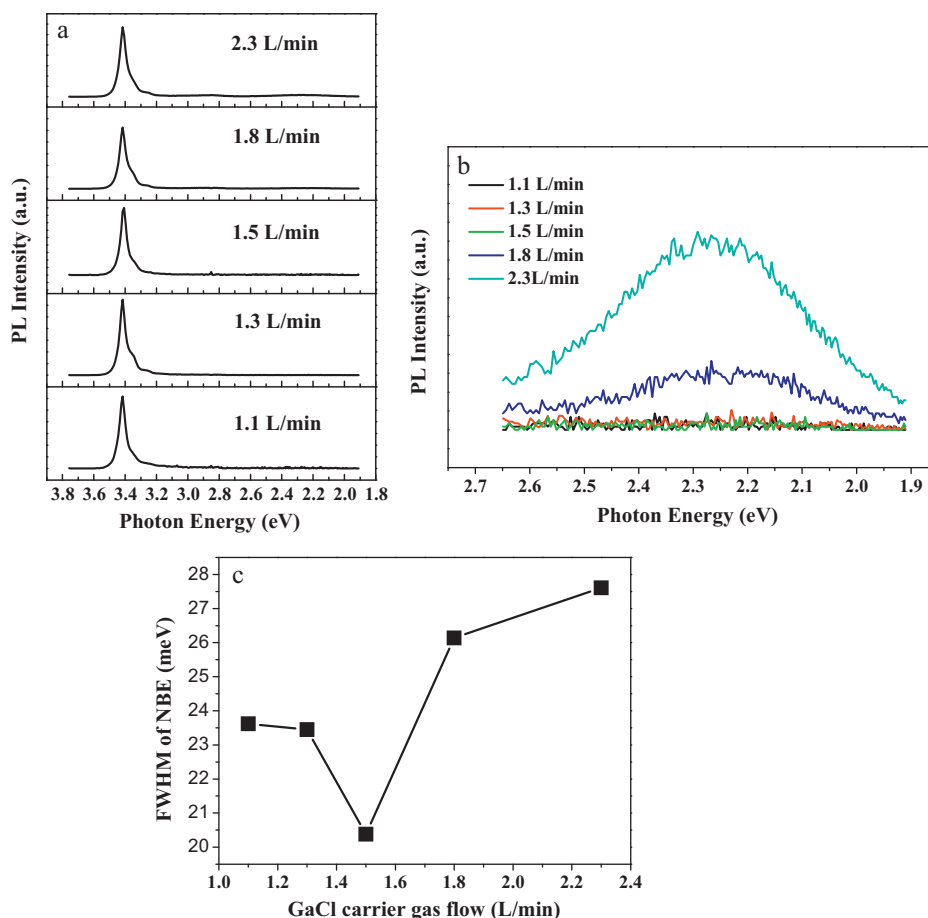 a
2.3 L/min
1.8 L/min
1.5 L/min
1.3 L/min
1.1 L/min
PL Intensity (a.u.)
3.8 3.6 3.4 3.2 3.0 2.8 2.6 2.4 2.2 2.0 1.8
Photon Energy (eV)
b
1.1 L/min
1.3 L/min
1.5 L/min
1.8 L/min
2.3L/min
PL Intensity (a.u.)
2.7 2.6 2.5 2.4 2.3 2.2 2.1 2.0 1.9
Photon Energy (eV)
c
28
27
26
25
24
23
22
21
20
FWHM of NBE (meV)
1.0 1.2 1.4 1.6 1.8 2.0 2.2 2.4
GaCl carrier gas flow (L/min)